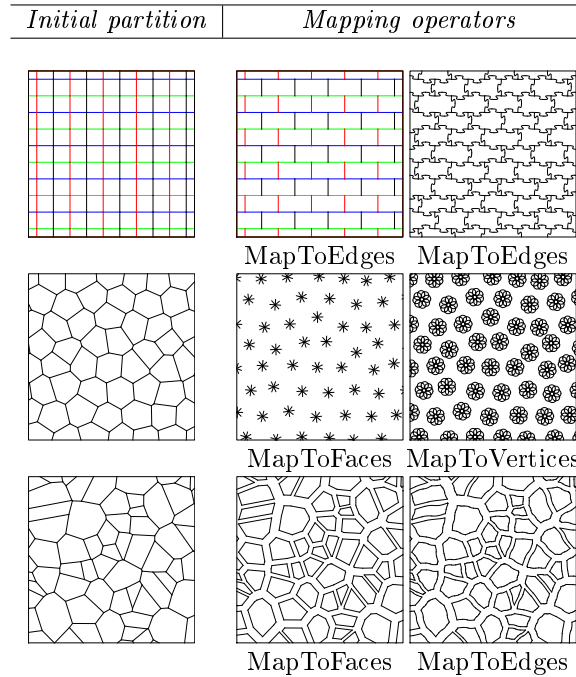 Initial partition Mapping operators
MapToEdges MapToEdges
MapToFaces MapToVertices
MapToFaces MapToEdges